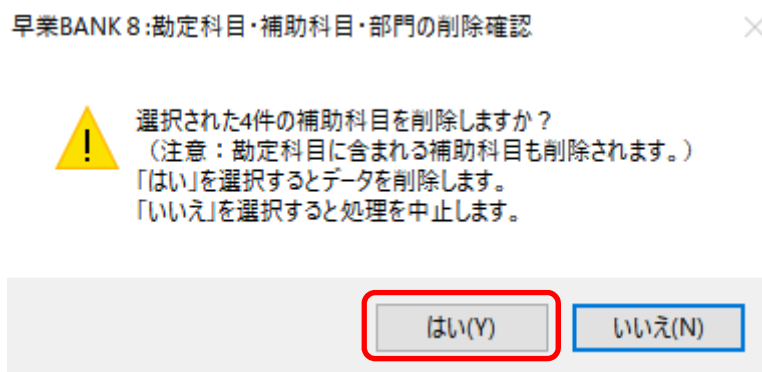 早業BANK 8:勘定科目・補助科目・部門の削除確認
選択された4件の補助科目を削除しますか？
（注意：勘定科目に含まれる補助科目も削除されます。）
「はい」を選択するとデータを削除します。
「いいえ」を選択すると処理を中止します。
はい(Y) いいえ(N)